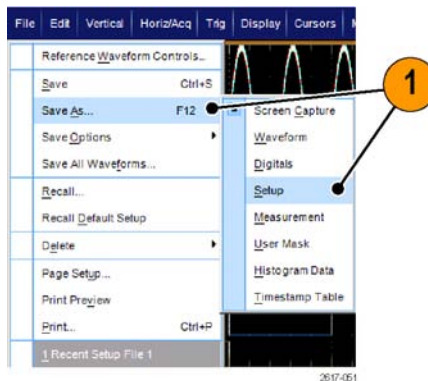 File Edit Vertical Horiz/Acq Trig Display Cursors
Reference Waveform Controls...
Save Ctrl+S
Save As... F12
Save Options
Save All Waveforms...
Recall...
Recall Default Setup
Delete
Page Setup...
Print Preview
Print... Ctrl+P
1 Recent Setup File 1
Screen Capture
Waveform
Digitals
Setup
Measurement
User Mask
Histogram Data
Timestamp Table
1
2617-051